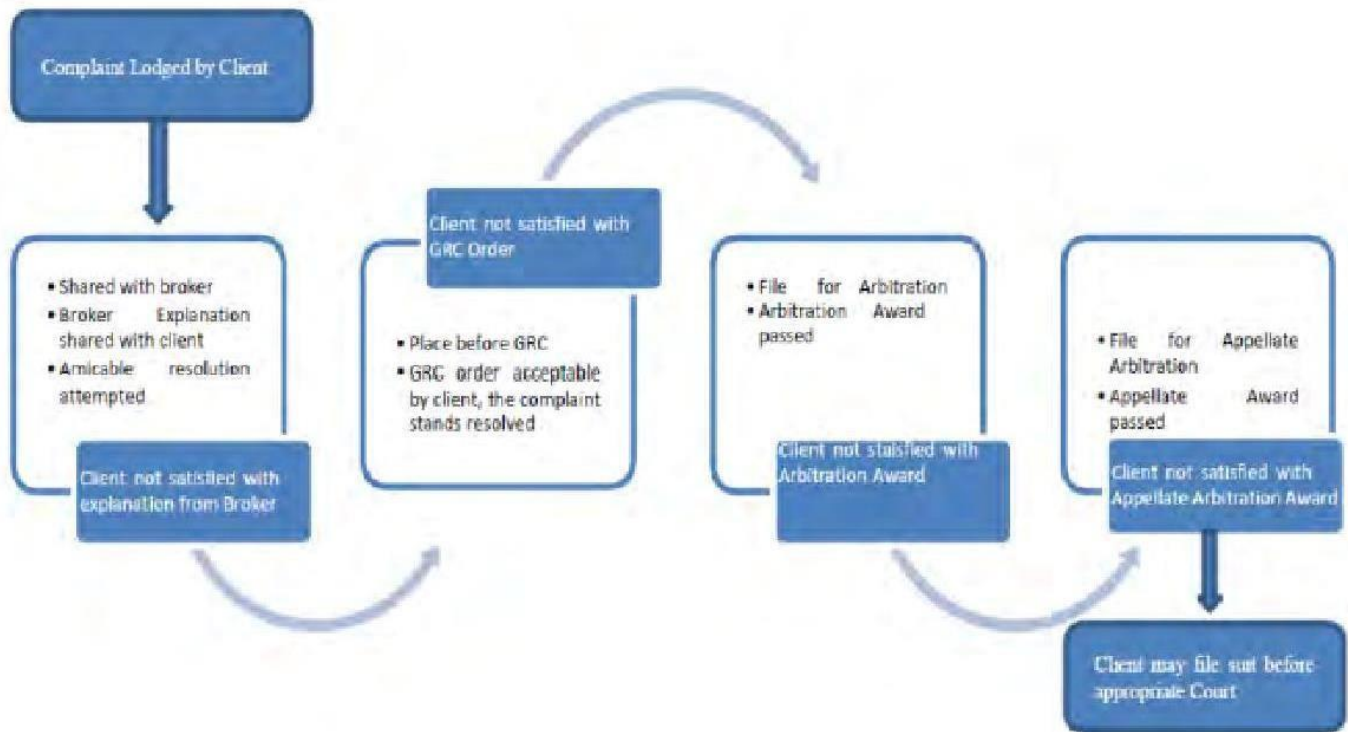 Complaint Lodged by Client
• Shared with broker
• Broker Explanation
shared with client
• Amicable resolution
attempted
Client not satisfied with
explanation from Broker
Client not satisfied with
GRC Order
• Place before GRC
• GRC order acceptable
by client, the complaint
stands resolved
• File for Arbitration
• Arbitration Award
passed
Client not staisfied with
Arbitration Award
• File for Appellate
Arbitration
• Appellate Award
passed
Client not satisfied with
Appellate Arbitration Award
Client may file suit before
appropriate Court